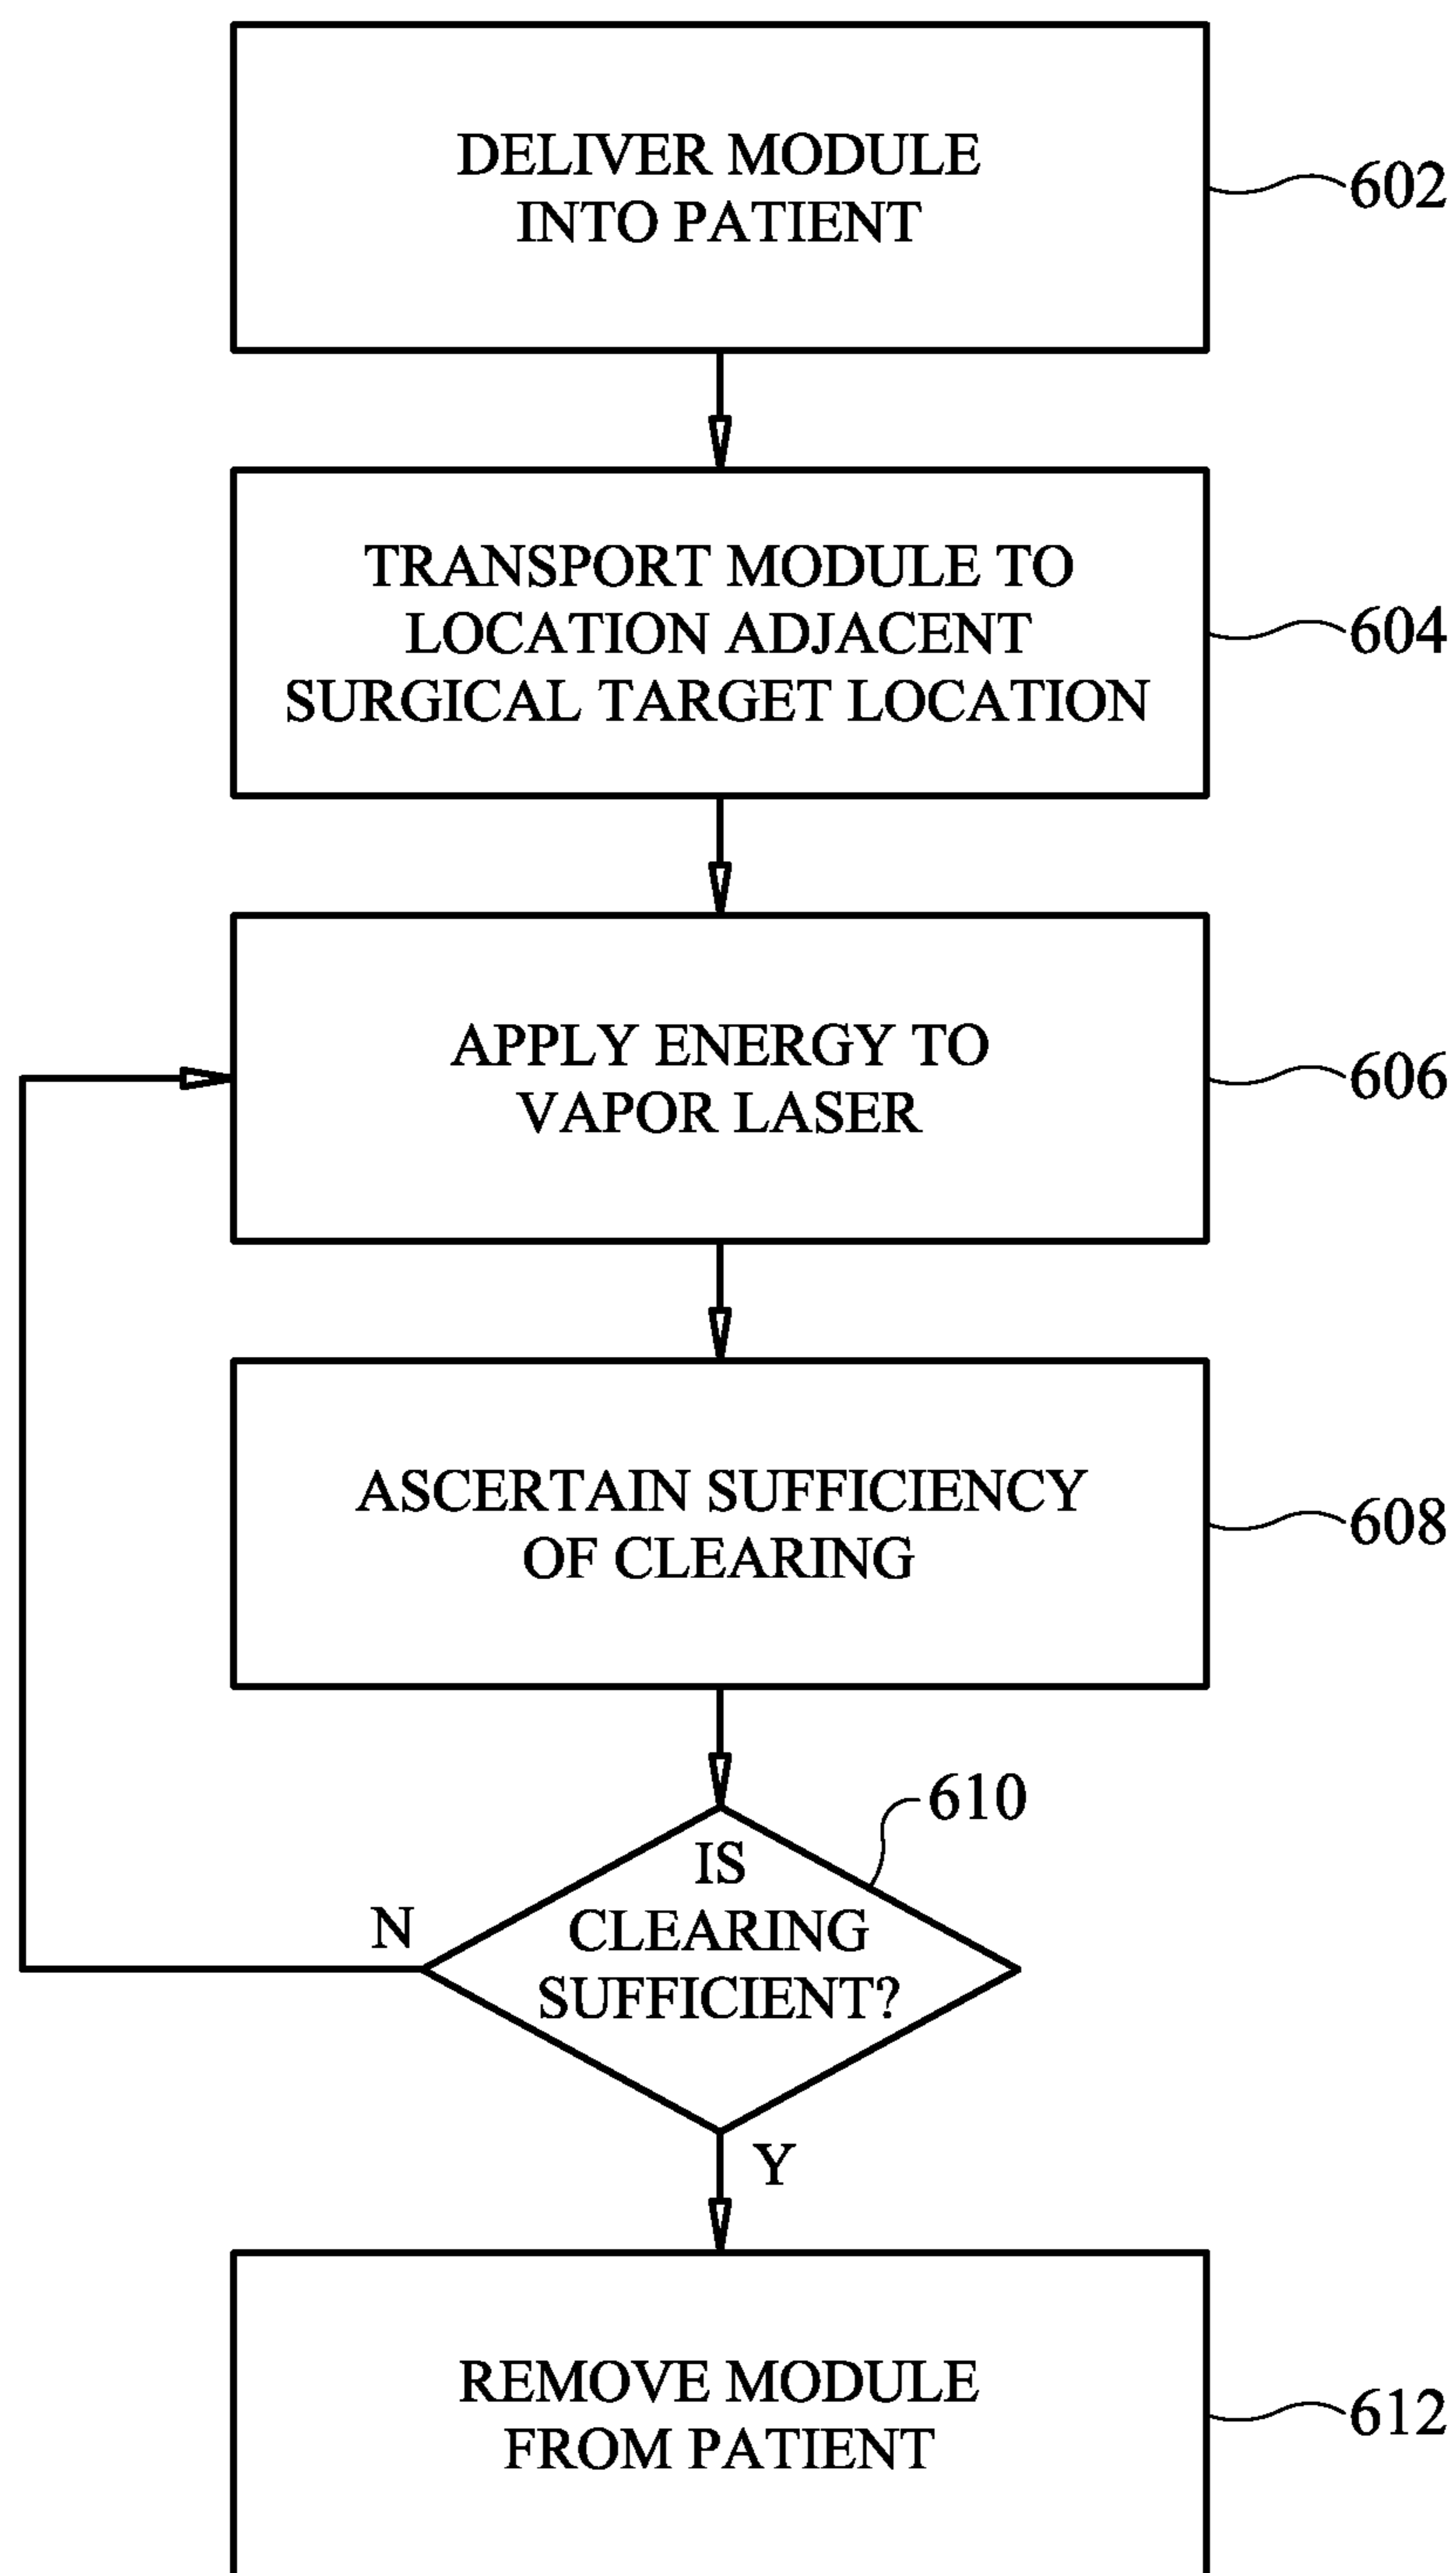 DELIVER MODULE
INTO PATIENT
602
TRANSPORT MODULE TO
LOCATION ADJACENT
SURGICAL TARGET LOCATION
604
APPLY ENERGY TO
VAPOR LASER
606
ASCERTAIN SUFFICIENCY
OF CLEARING
608
610
IS
CLEARING
SUFFICIENT?
N
Y
REMOVE MODULE
FROM PATIENT
612